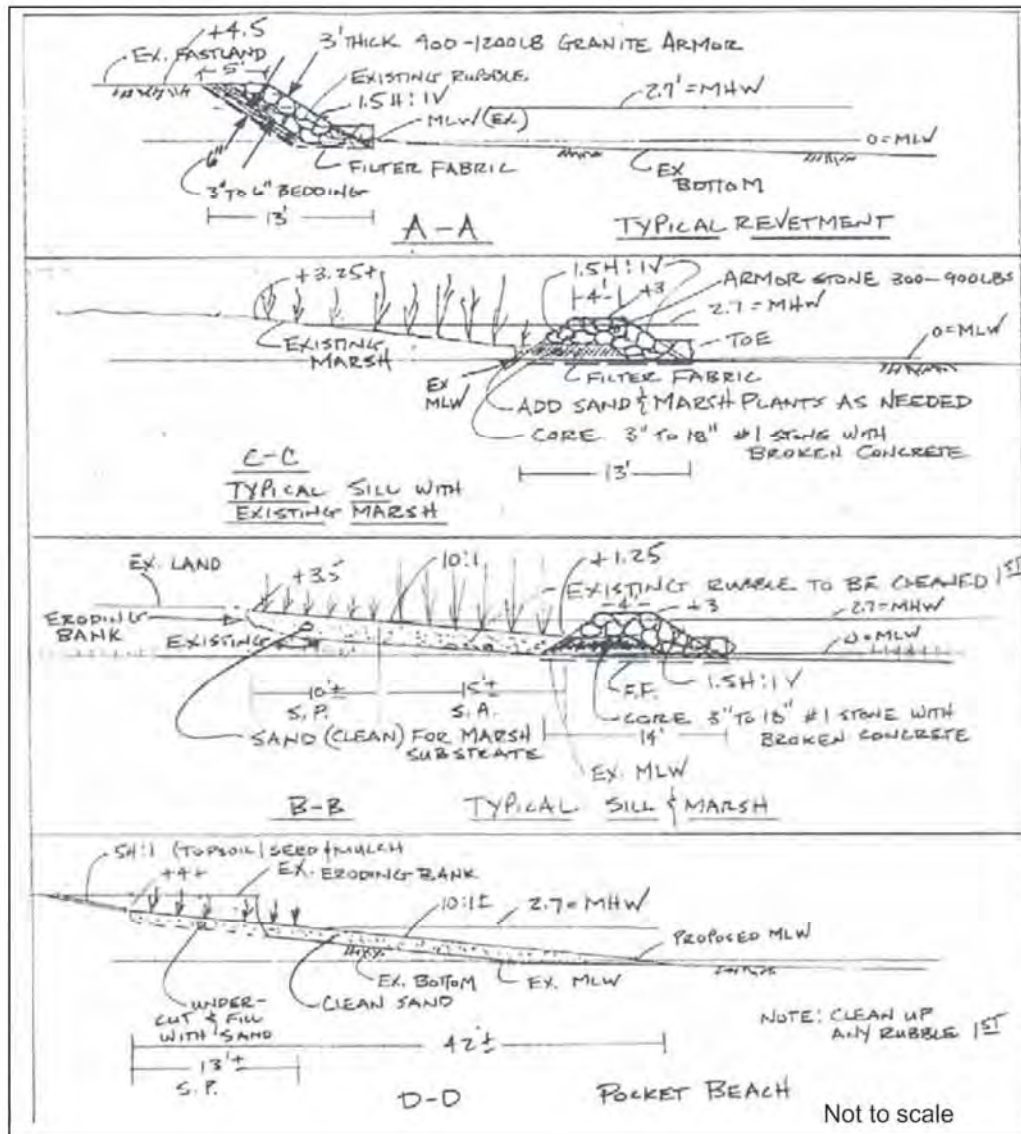 +4.5
EX. FASTLAND
5'
3' THICK 900-1200LB GRANITE ARMOR
EXISTING RUBBLE
1.5H:1V
MLW (EX)
2.7' = MHW
0 = MLW
6"
FILTER FABRIC
3" TO 6" BEDDING
EX BOTTOM
13'
A-A
TYPICAL REVETMENT
+3.25±
1.5H:1V
4'
+3
ARMOR STONE 300-900LBS
2.7 = MHW
0 = MLW
EXISTING MARSH
TOE
EX MLW
FILTER FABRIC
ADD SAND & MARSH PLANTS AS NEEDED
CORE 3" TO 18" #1 STONE WITH
BROKEN CONCRETE
13'
C-C
TYPICAL SILL WITH
EXISTING MARSH
EX. LAND
+3.5
10:1
+1.25
EXISTING RUBBLE TO BE CLEANED 1ST
4'
+3
2.7 = MHW
ERODING
BANK
EXISTING
0 = MLW
10'±
S.P.
15'±
S.A.
F.F.
1.5H:1V
CORE 3" TO 18" #1 STONE WITH
BROKEN CONCRETE
14'
SAND (CLEAN) FOR MARSH
SUBSTRATE
EX. MLW
B-B
TYPICAL SILL & MARSH
5H:1 (TOPSOIL) SEED & MULCH
+4±
EX. ERODING BANK
10:1±
2.7 = MHW
PROPOSED MLW
EX. BOTTOM
EX. MLW
UNDER-
CUT & FILL
WITH SAND
CLEAN SAND
NOTE: CLEAN UP
ANY RUBBLE 1ST
42'±
13'±
S.P.
D-D
POCKET BEACH
Not to scale